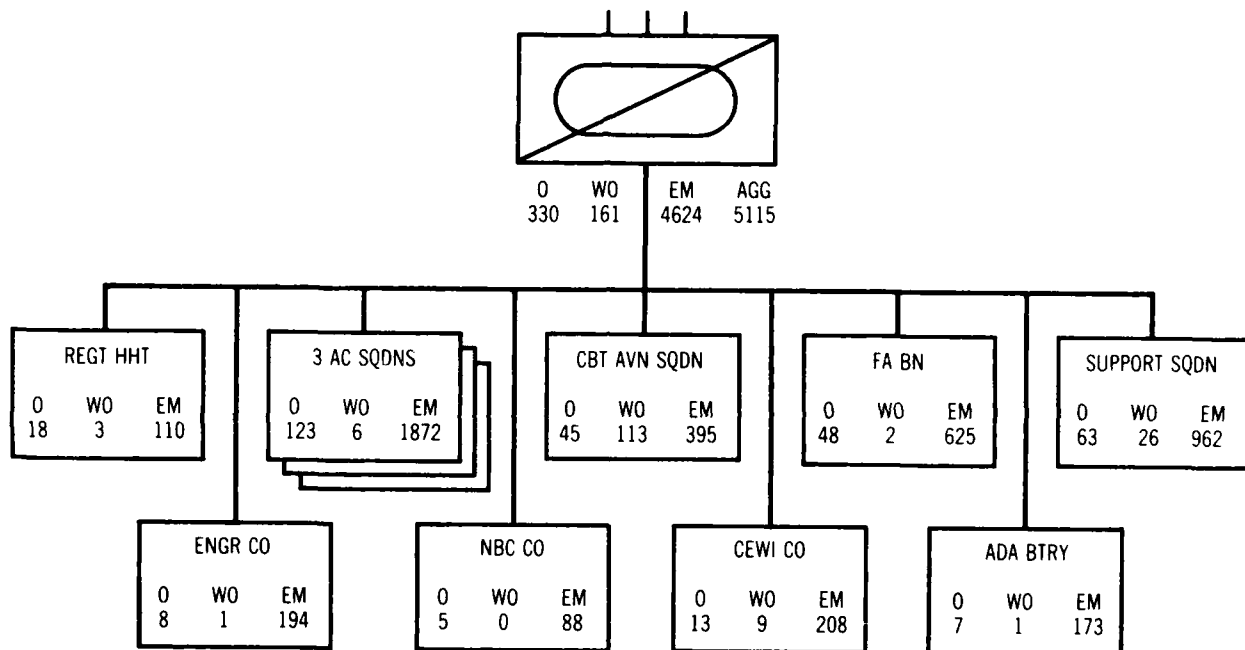 O WO EM AGG
330 161 4624 5115
REGT HHT
O WO EM
18 3 110
3 AC SQDNS
O WO EM
123 6 1872
CBT AVN SQDN
O WO EM
45 113 395
FA BN
O WO EM
48 2 625
SUPPORT SQDN
O WO EM
63 26 962
ENGR CO
O WO EM
8 1 194
NBC CO
O WO EM
5 0 88
CEWI CO
O WO EM
13 9 208
ADA BTRY
O WO EM
7 1 173